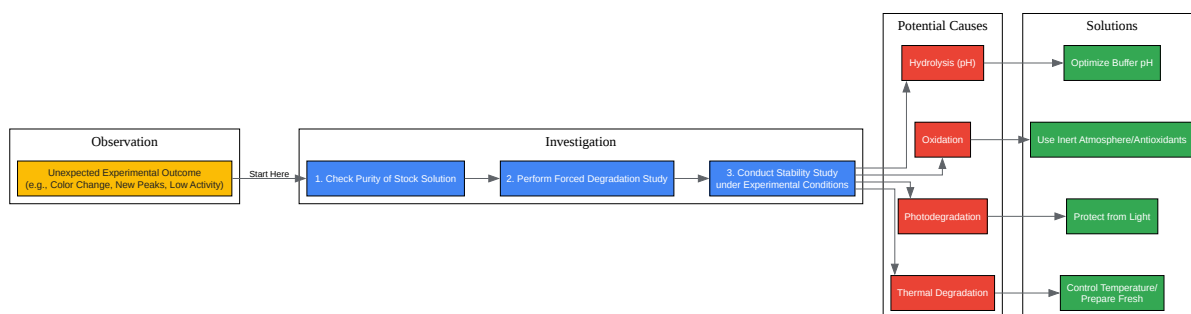 Observation
Unexpected Experimental Outcome
(e.g., Color Change, New Peaks, Low Activity)
Start Here
Investigation
1. Check Purity of Stock Solution
2. Perform Forced Degradation Study
3. Conduct Stability Study
under Experimental Conditions
Potential Causes
Hydrolysis (pH)
Oxidation
Photodegradation
Thermal Degradation
Solutions
Optimize Buffer pH
Use Inert Atmosphere/Antioxidants
Protect from Light
Control Temperature/
Prepare Fresh